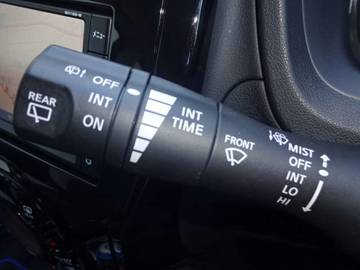 OFF
REAR
INT
ON
INT
TIME
FRONT
MIST
OFF
INT
LO
HI